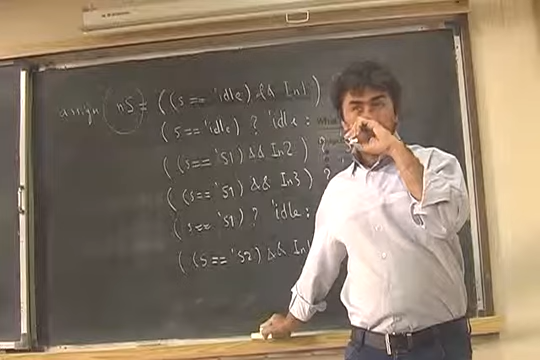 assign nS = ((s == 'idle) && In1)
(s == 'idle) ? 'idle :
((s == 'S1) && In2) ?
((s == 'S1) && In3) ?
(s == 'S1) ? 'idle :
((s == 'S2) && In1